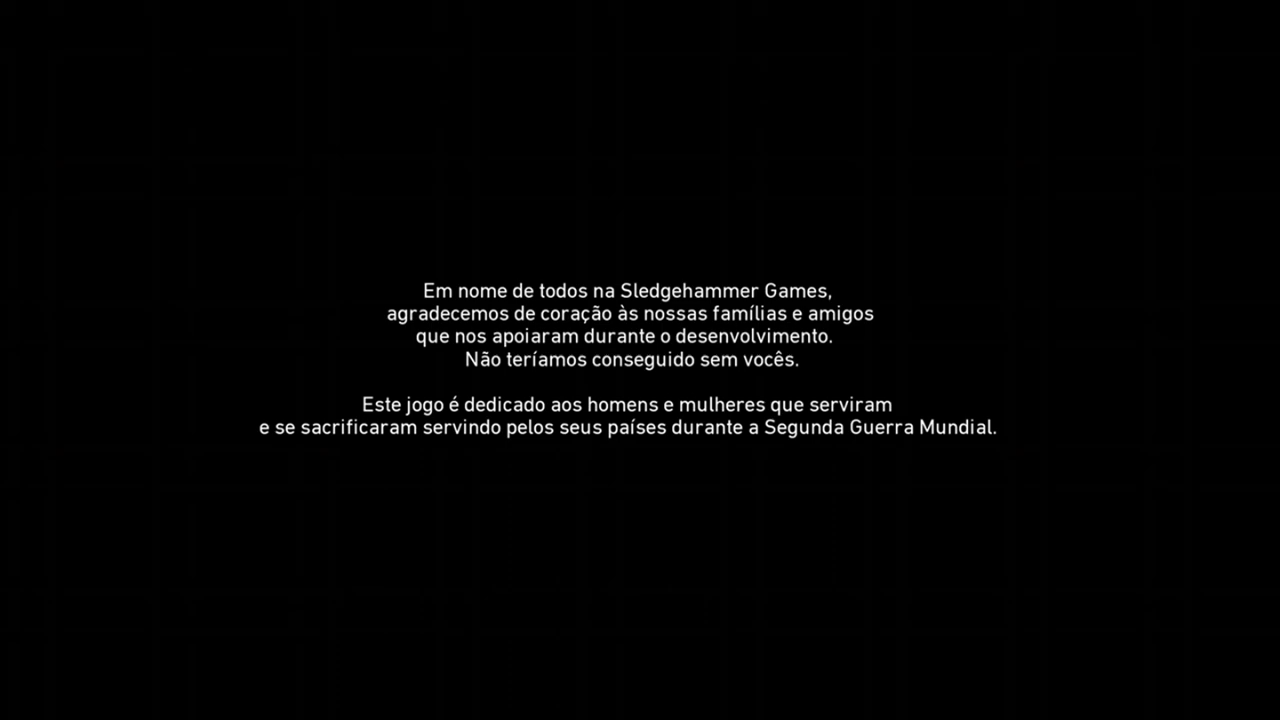 Em nome de todos na Sledgehammer Games,
agradecemos de coração às nossas famílias e amigos
que nos apoiaram durante o desenvolvimento.
Não teríamos conseguido sem vocês.
Este jogo é dedicado aos homens e mulheres que serviram
e se sacrificaram servindo pelos seus países durante a Segunda Guerra Mundial.